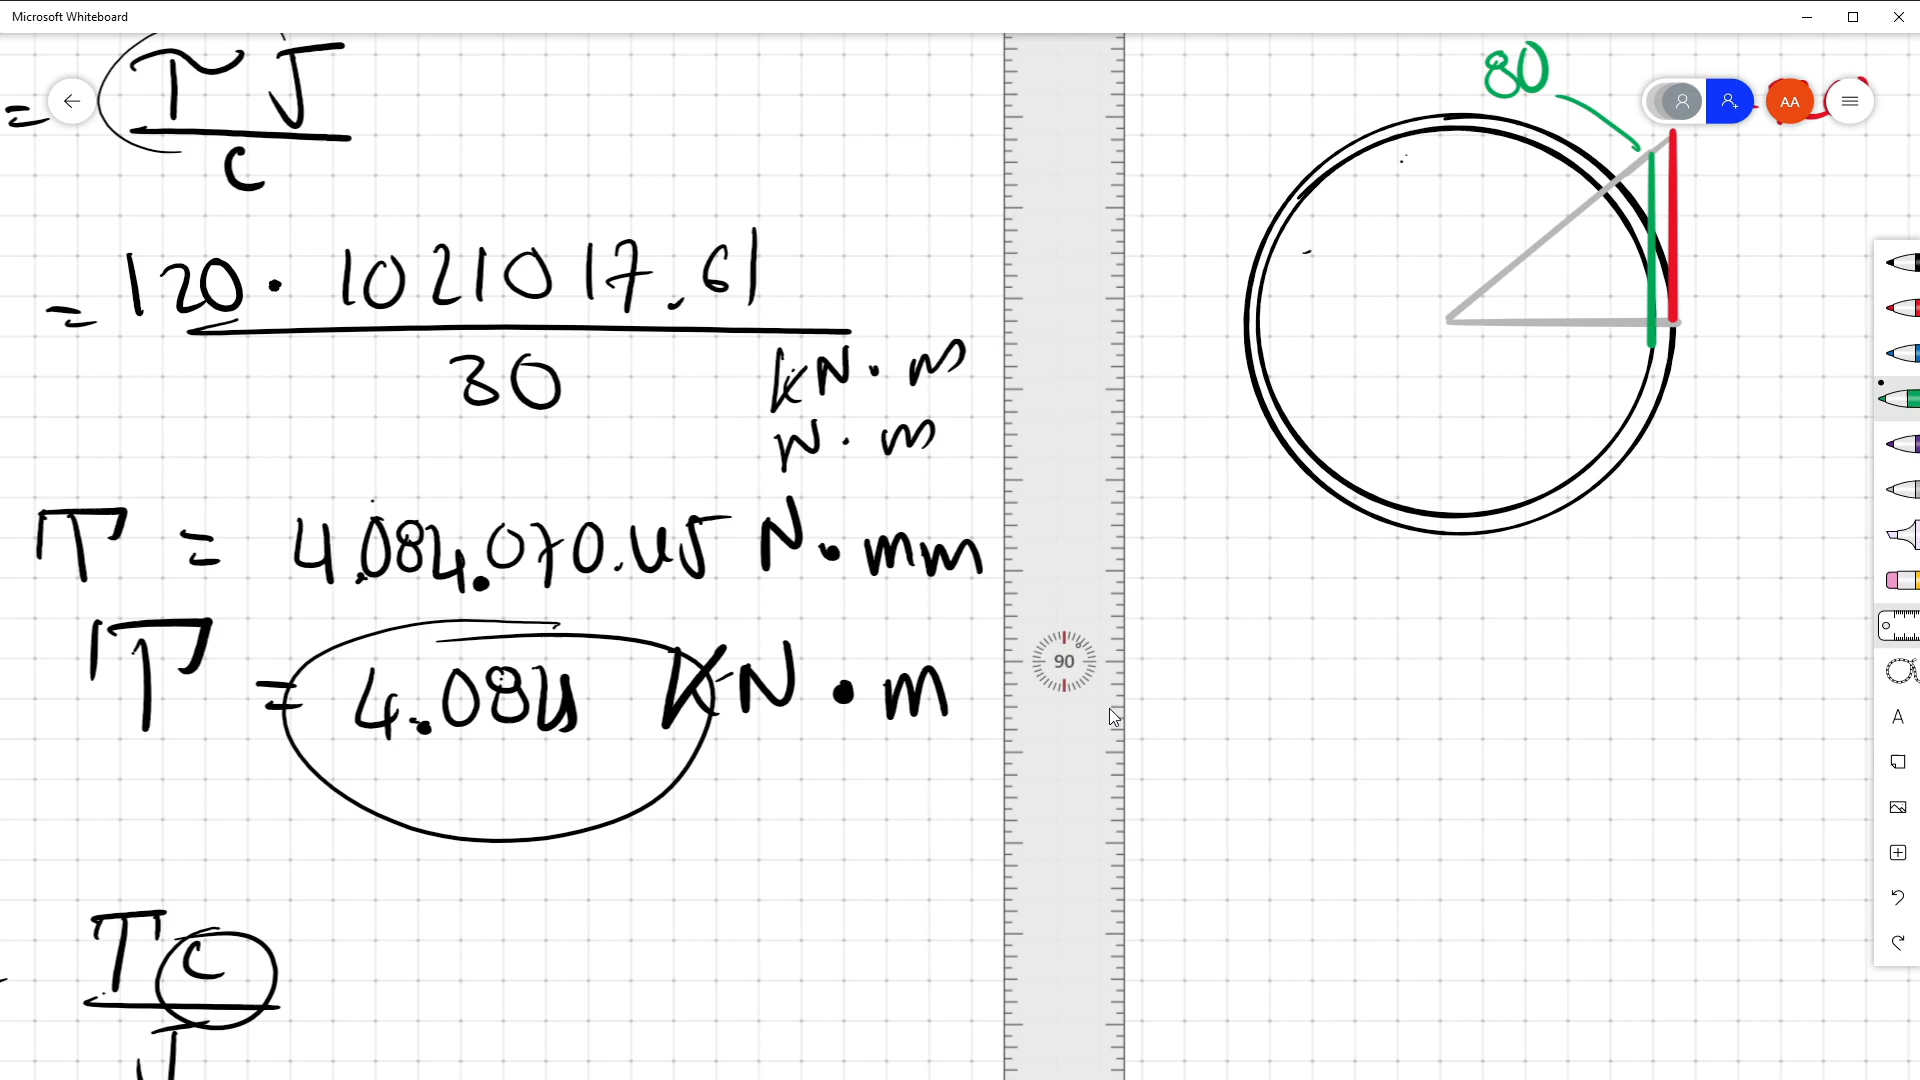 Microsoft Whiteboard
80
AA
= τ J
c
= 120 · 1021017.61
30
kN · m
N · m
T = 4.084.070.45 N · mm
T = 4.084 kN · m
90
T c
J
A